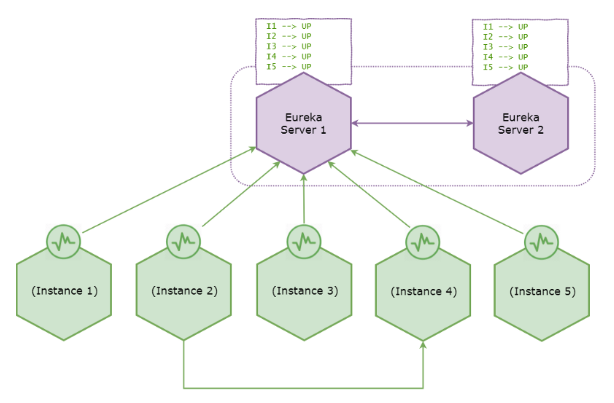 I1 --> UP
I2 --> UP
I3 --> UP
I4 --> UP
I5 --> UP
I1 --> UP
I2 --> UP
I3 --> UP
I4 --> UP
I5 --> UP
Eureka
Server 1
Eureka
Server 2
(Instance 1)
(Instance 2)
(Instance 3)
(Instance 4)
(Instance 5)